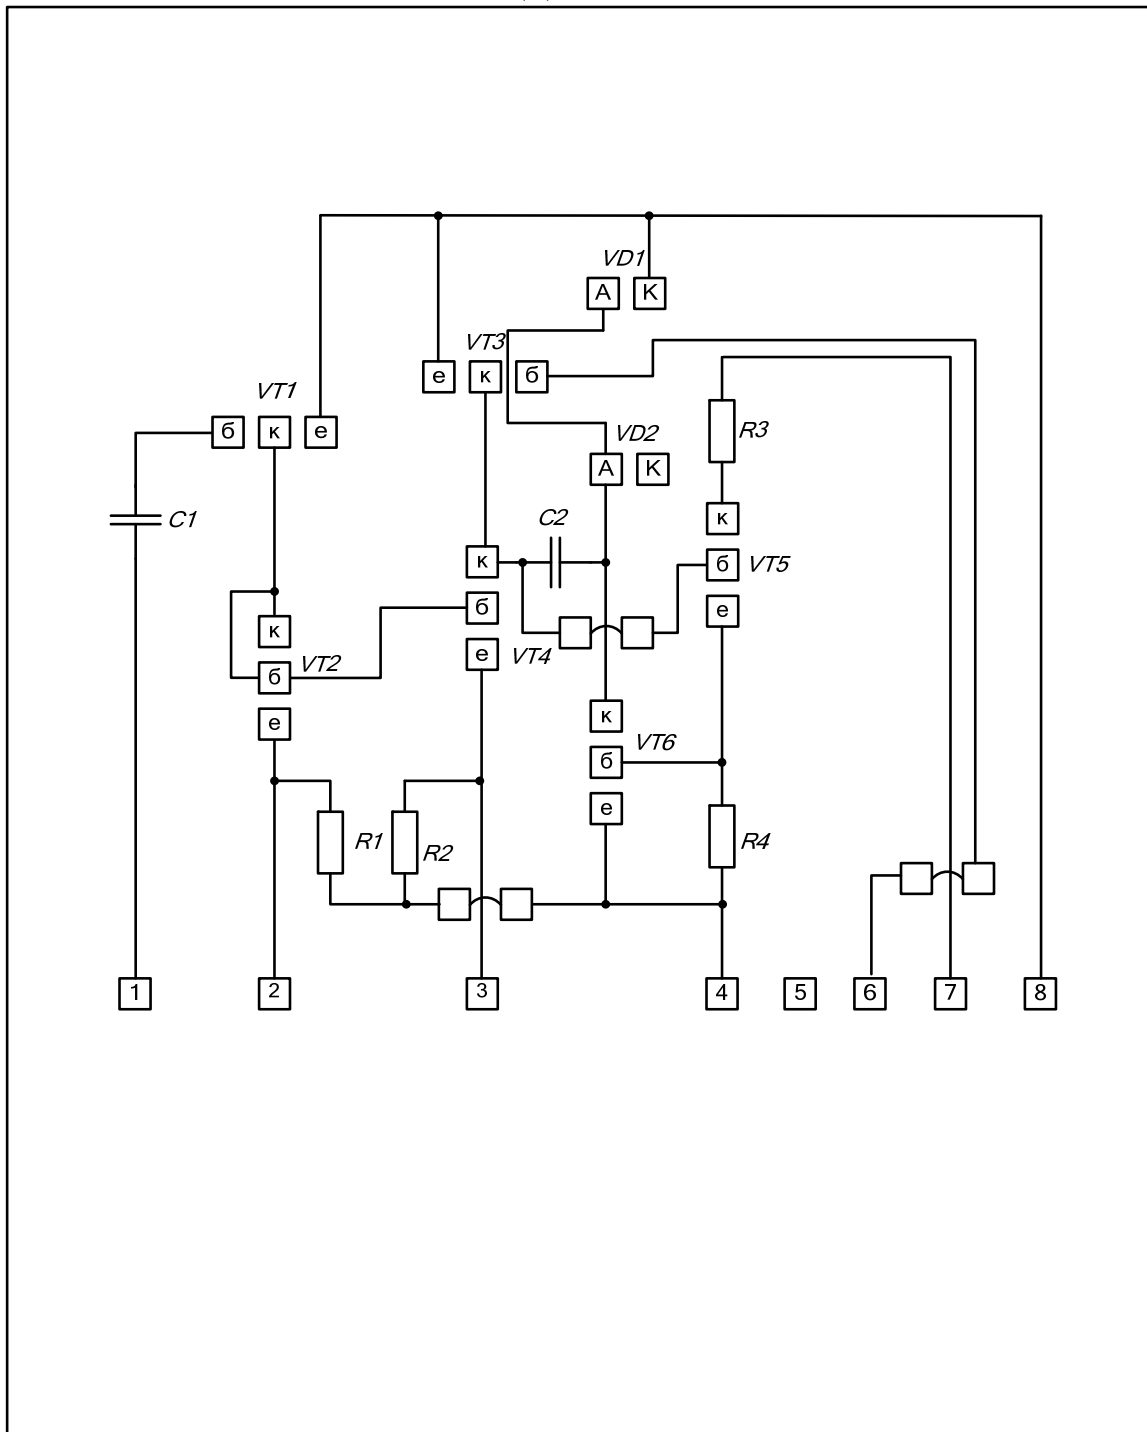 VD1
А К
VT3
е к б
VT1
б к е
R3
VD2
А К
C1
C2
к
к
б VT5
б
е
к
е VT4
VT2
б
к
е
VT6
б
е
R1
R2
R4
1 2 3 4 5 6 7 8